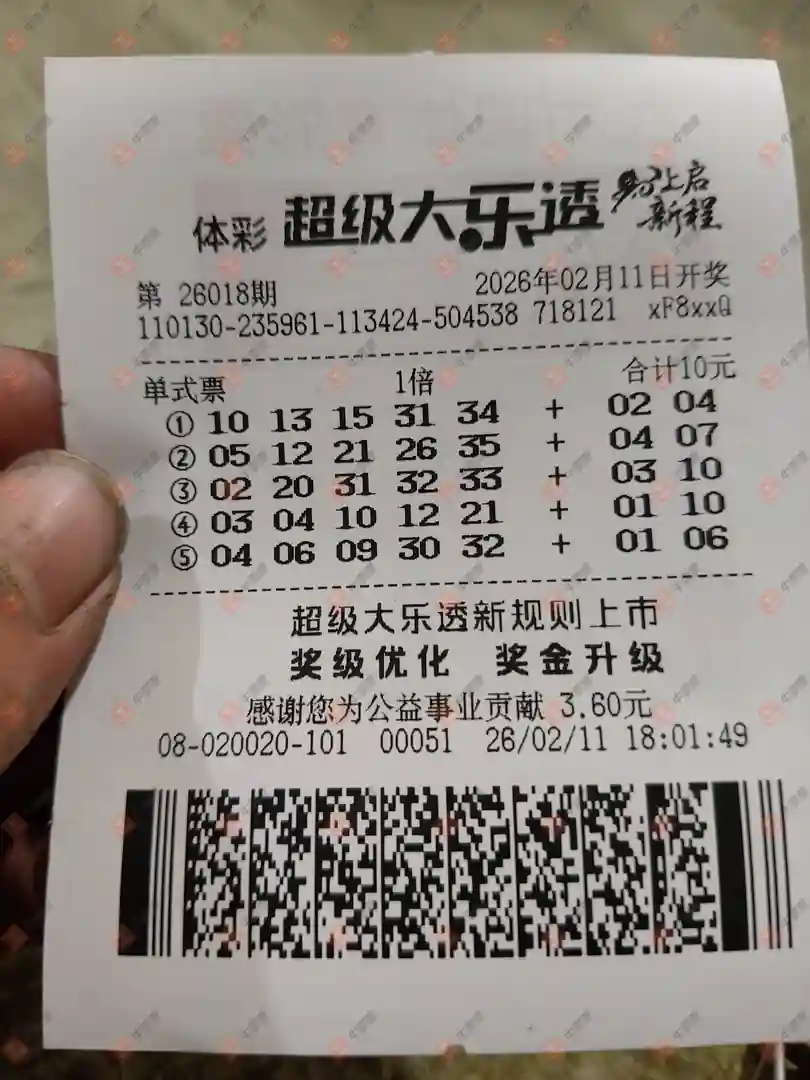 体彩 超级大乐透 马上启新程
第 26018期 2026年02月11日开奖
110130-235961-113424-504538 718121 xF8xxQ
单式票 1倍 合计10元
① 10 13 15 31 34 + 02 04
② 05 12 21 26 35 + 04 07
③ 02 20 31 32 33 + 03 10
④ 03 04 10 12 21 + 01 10
⑤ 04 06 09 30 32 + 01 06
超级大乐透新规则上市
奖级优化 奖金升级
感谢您为公益事业贡献 3.60元
08-020020-101 00051 26/02/11 18:01:49